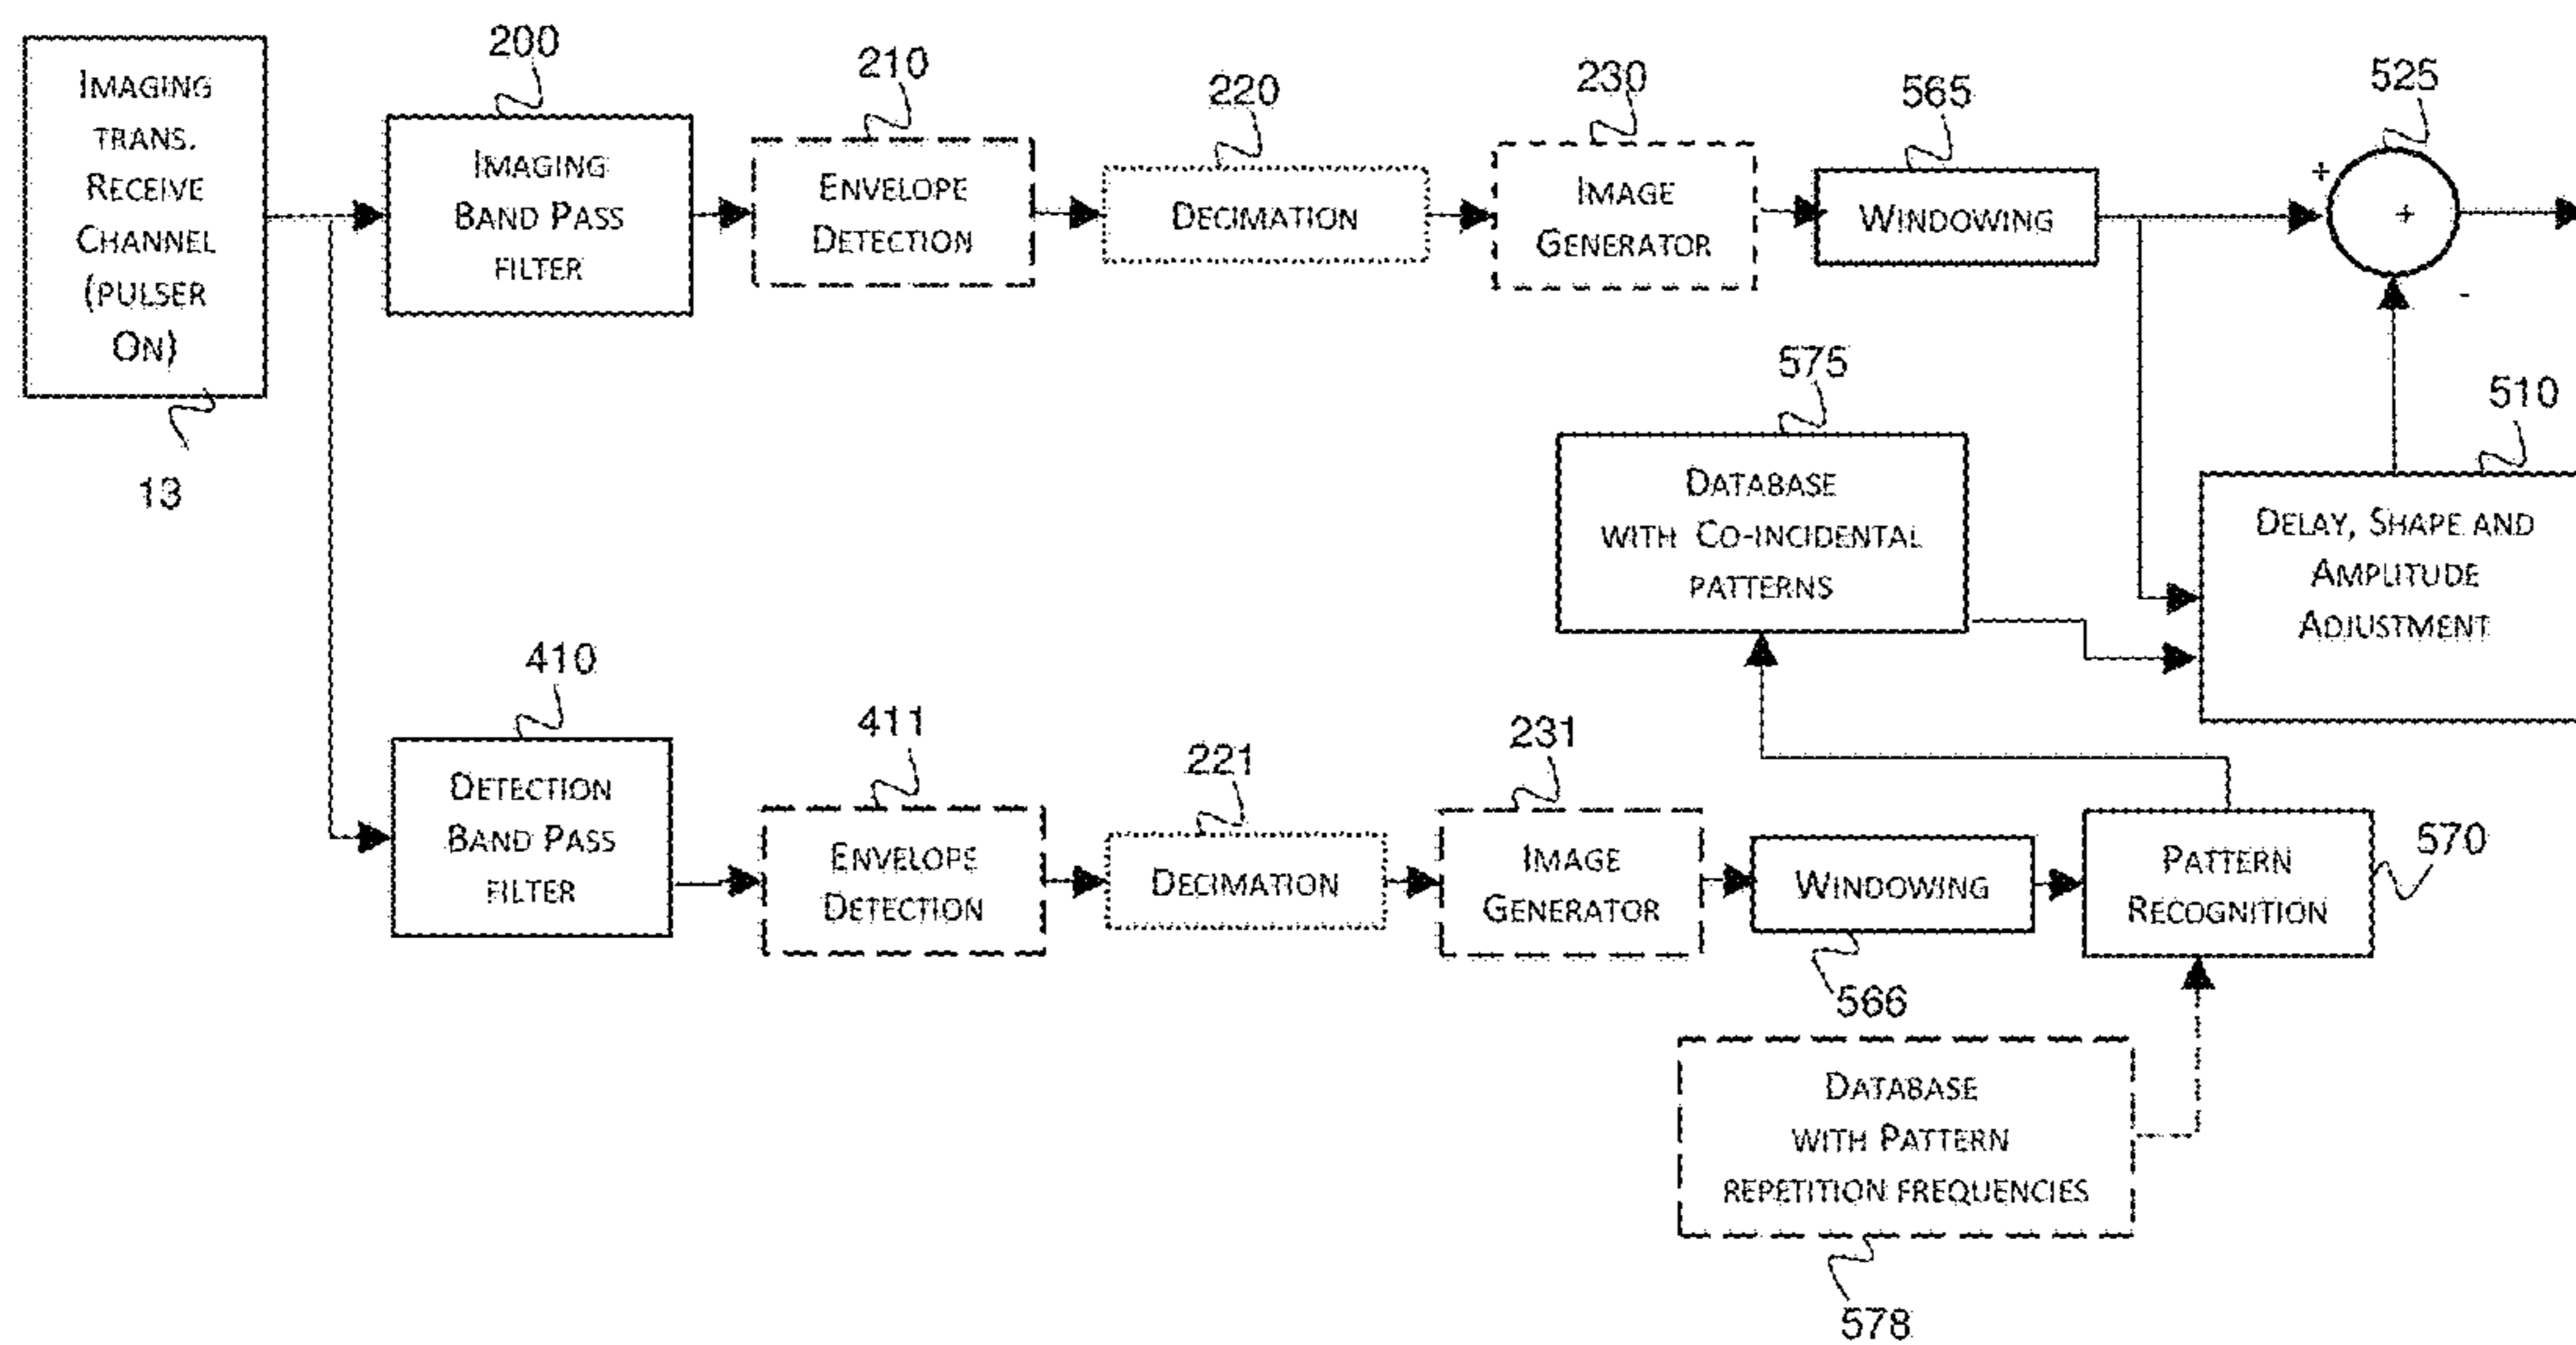 200
210
220
230
565
525
IMAGING
TRANS.
RECEIVE
CHANNEL
(PULSER
ON)
13
IMAGING
BAND PASS
FILTER
ENVELOPE
DETECTION
DECIMATION
IMAGE
GENERATOR
WINDOWING
+
+
-
575
510
DATABASE
WITH CO-INCIDENTAL
PATTERNS
DELAY, SHAPE AND
AMPLITUDE
ADJUSTMENT
410
411
221
231
DETECTION
BAND PASS
FILTER
ENVELOPE
DETECTION
DECIMATION
IMAGE
GENERATOR
WINDOWING
566
PATTERN
RECOGNITION
570
DATABASE
WITH PATTERN
REPETITION FREQUENCIES
578